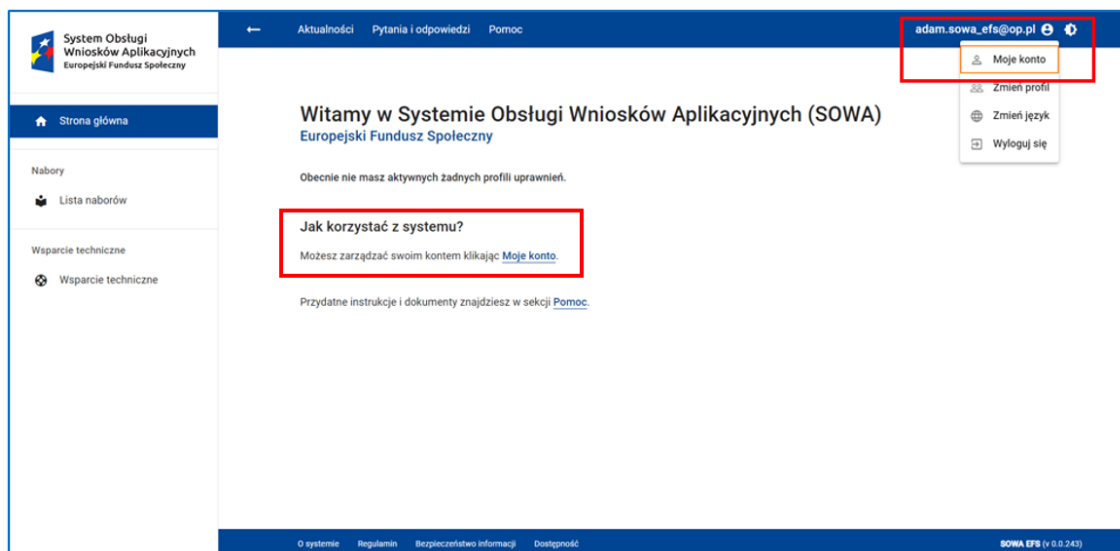 System Obsługi
Wniosków Aplikacyjnych
Europejski Fundusz Społeczny
Strona główna
Nabory
Lista naborów
Wsparcie techniczne
Wsparcie techniczne
Aktualności Pytania i odpowiedzi Pomoc adam.sowa_efs@op.pl
Moje konto
Zmień profil
Zmień język
Wyloguj się
Witamy w Systemie Obsługi Wniosków Aplikacyjnych (SOWA)
Europejski Fundusz Społeczny
Obecnie nie masz aktywnych żadnych profili uprawnień.
Jak korzystać z systemu?
Możesz zarządzać swoim kontem klikając Moje konto.
Przydatne instrukcje i dokumenty znajdziesz w sekcji Pomoc.
O systemie Regulamin Bezpieczeństwo informacji Dostępność SOWA EFS (v 0.0.243)